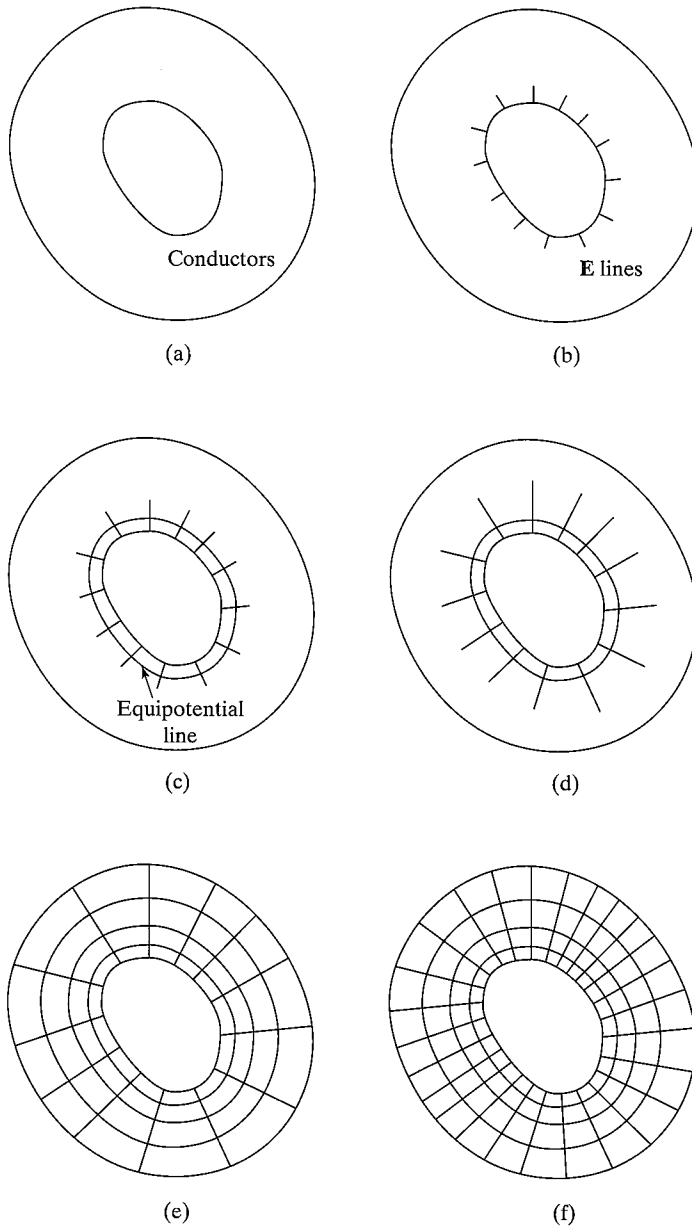 Conductors
(a)
E lines
(b)
Equipotential
line
(c)
(d)
(e)
(f)